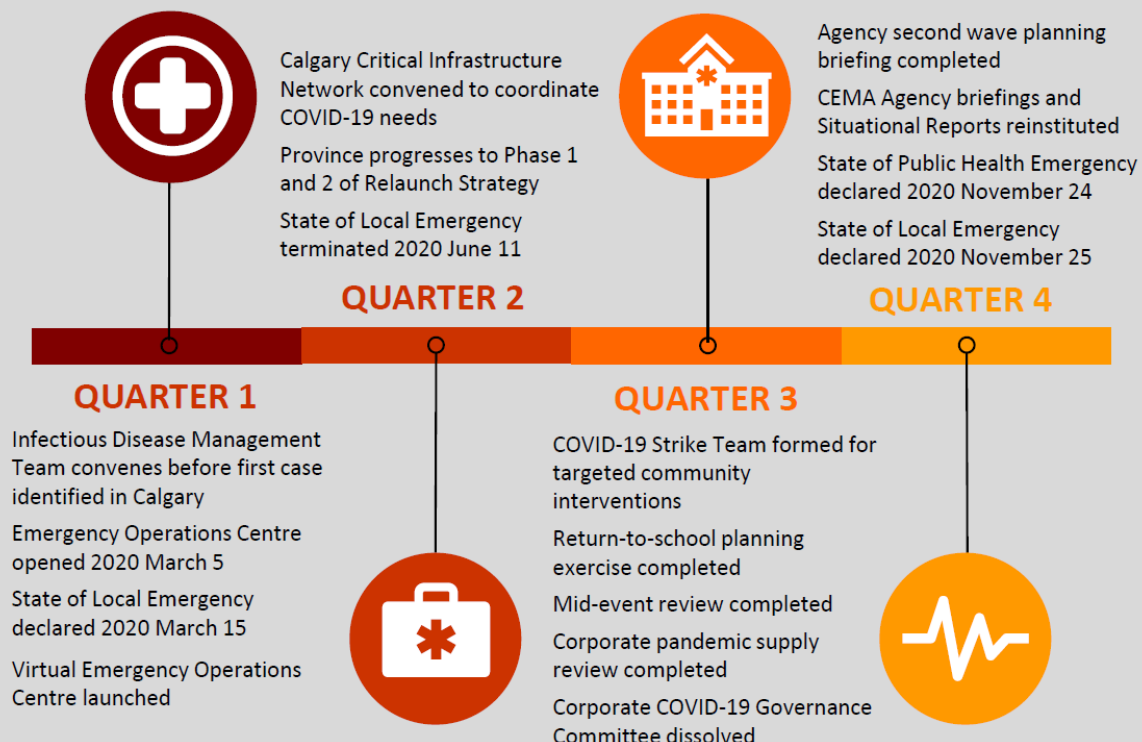 Calgary Critical Infrastructure
Network convened to coordinate
COVID-19 needs
Province progresses to Phase 1
and 2 of Relaunch Strategy
State of Local Emergency
terminated 2020 June 11
QUARTER 2
Agency second wave planning
briefing completed
CEMA Agency briefings and
Situational Reports reinstituted
State of Public Health Emergency
declared 2020 November 24
State of Local Emergency
declared 2020 November 25
QUARTER 4
QUARTER 1
Infectious Disease Management
Team convenes before first case
identified in Calgary
Emergency Operations Centre
opened 2020 March 5
State of Local Emergency
declared 2020 March 15
Virtual Emergency Operations
Centre launched
QUARTER 3
COVID-19 Strike Team formed for
targeted community
interventions
Return-to-school planning
exercise completed
Mid-event review completed
Corporate pandemic supply
review completed
Corporate COVID-19 Governance
Committee dissolved